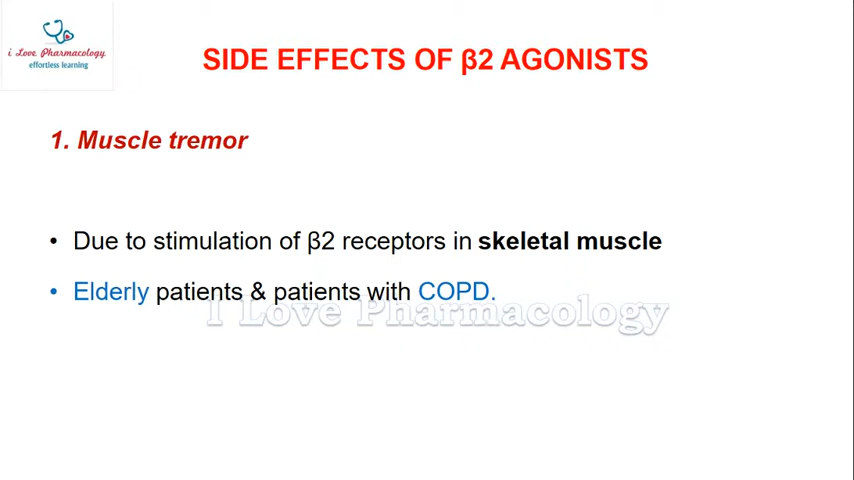 i Love Pharmacology
effortless learning
SIDE EFFECTS OF β2 AGONISTS
1. Muscle tremor
• Due to stimulation of β2 receptors in skeletal muscle
• Elderly patients & patients with COPD.
I Love Pharmacology